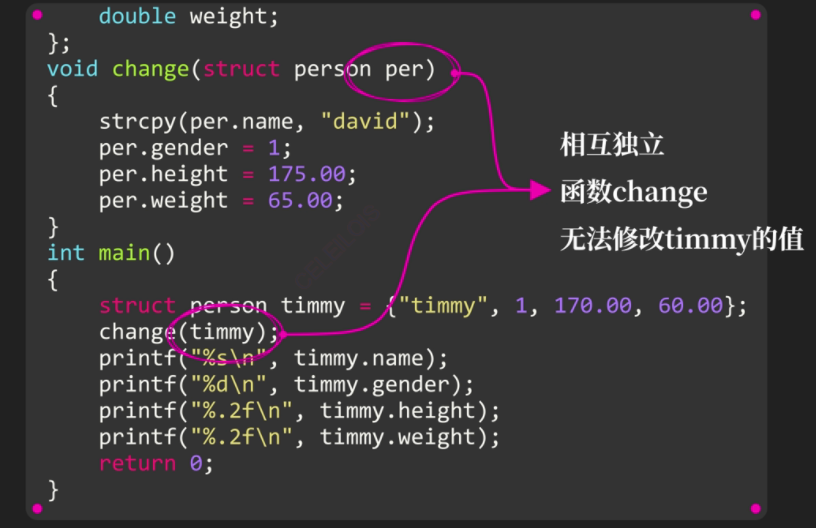 double weight;
};
void change(struct person per)
{
    strcpy(per.name, "david");
    per.gender = 1;
    per.height = 175.00;
    per.weight = 65.00;
}
int main()
{
    struct person timmy = {"timmy", 1, 170.00, 60.00};
    change(timmy);
    printf("%s\n", timmy.name);
    printf("%d\n", timmy.gender);
    printf("%.2f\n", timmy.height);
    printf("%.2f\n", timmy.weight);
    return 0;
}
相互独立
函数change
无法修改timmy的值